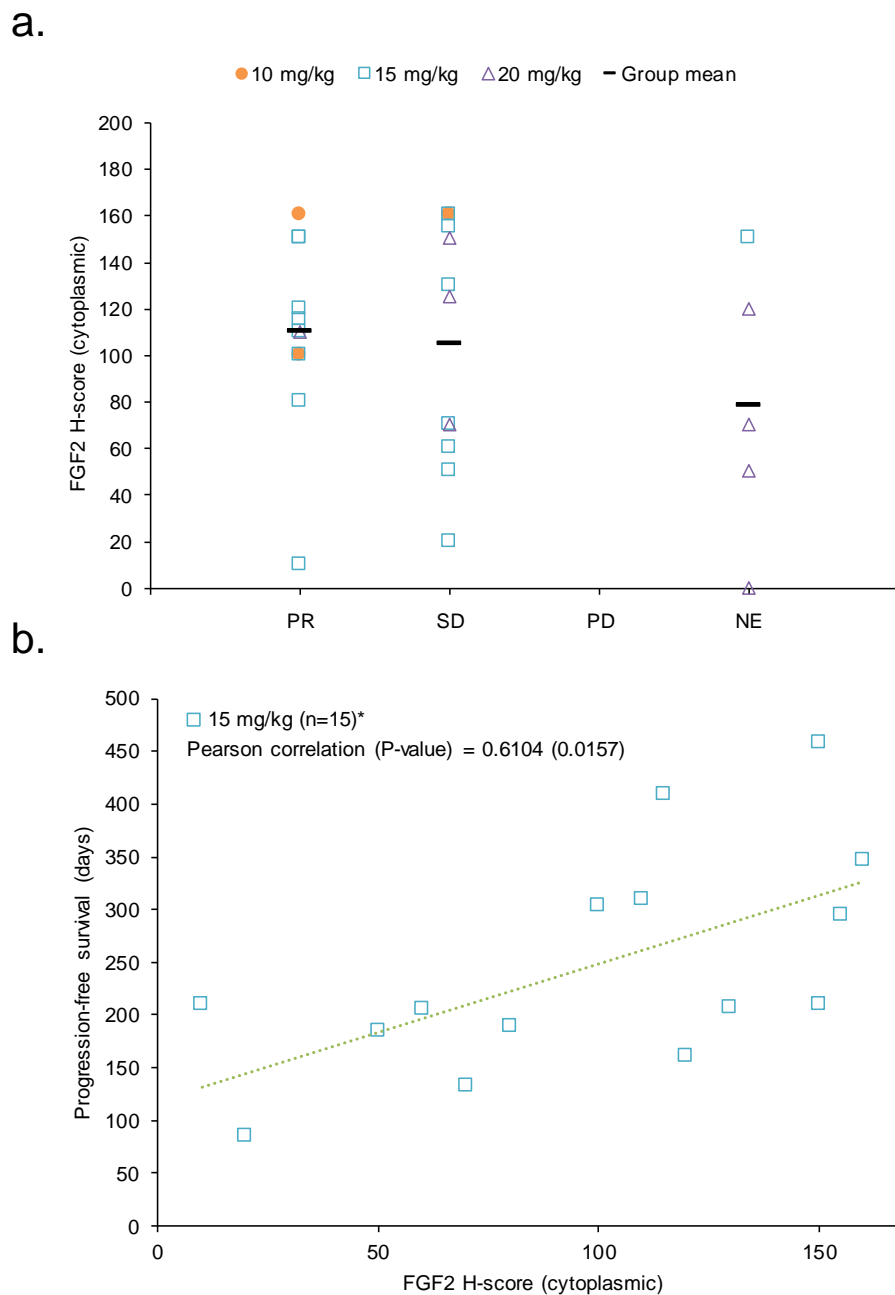 a.
10 mg/kg 15 mg/kg 20 mg/kg Group mean
200
180
160
140
120
100
80
60
40
20
0
FGF2 H-score (cytoplasmic)
PR SD PD NE
b.
500
450
400
350
300
250
200
150
100
50
0
Progression-free survival (days)
15 mg/kg (n=15)*
Pearson correlation (P-value) = 0.6104 (0.0157)
0 50 100 150
FGF2 H-score (cytoplasmic)